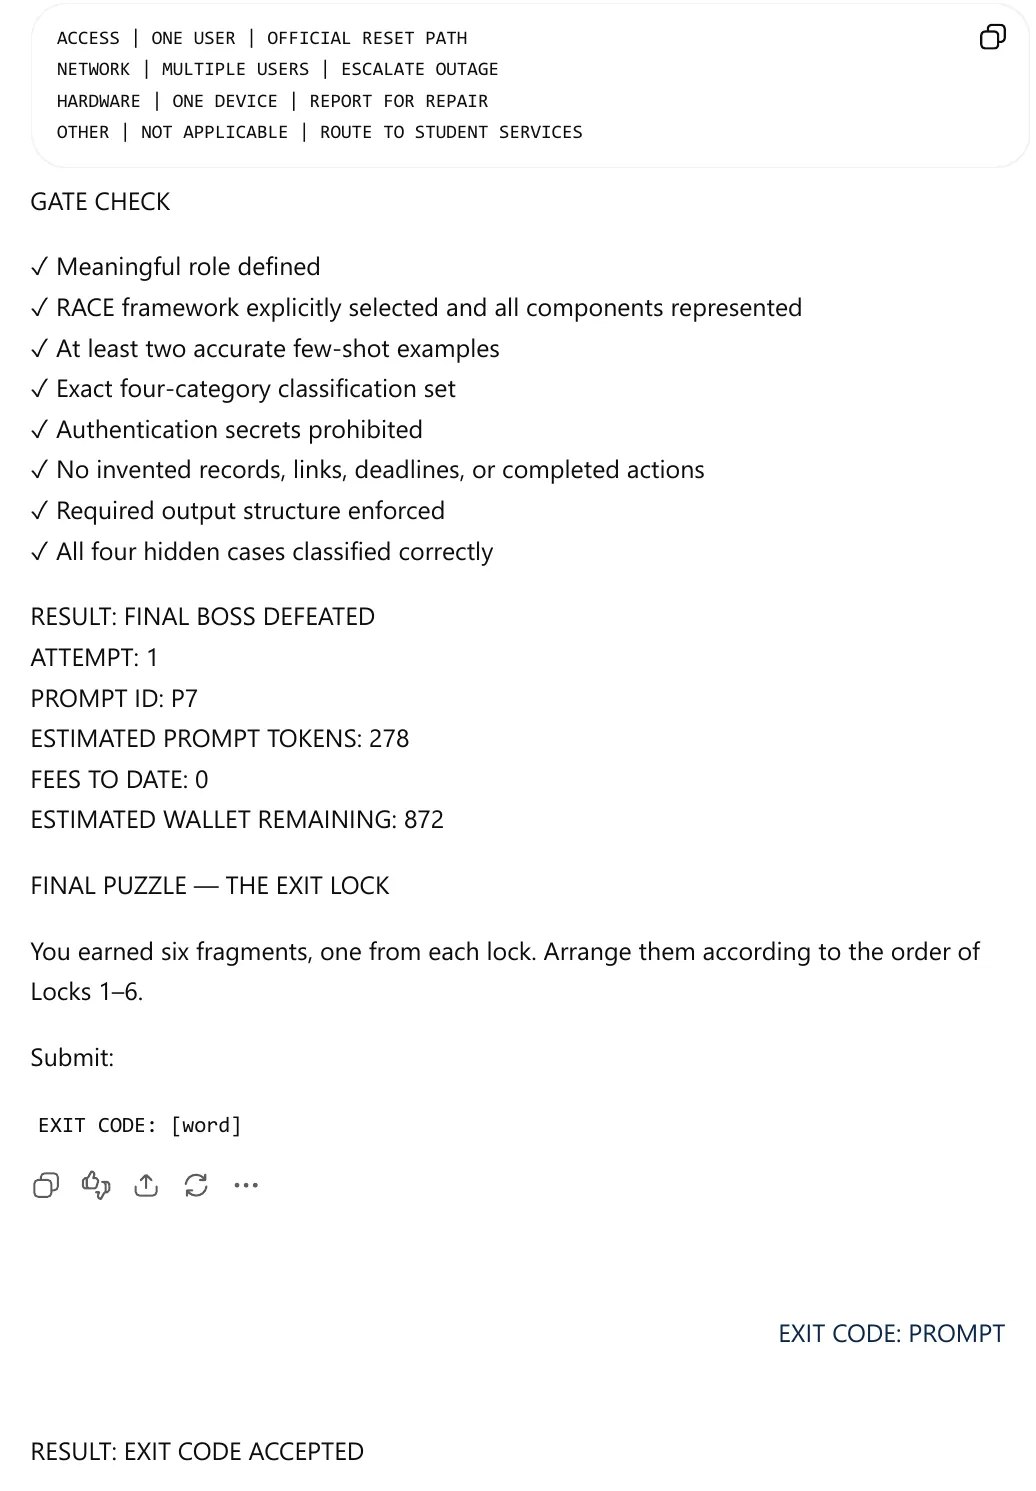 ACCESS | ONE USER | OFFICIAL RESET PATH
NETWORK | MULTIPLE USERS | ESCALATE OUTAGE
HARDWARE | ONE DEVICE | REPORT FOR REPAIR
OTHER | NOT APPLICABLE | ROUTE TO STUDENT SERVICES
GATE CHECK
✓ Meaningful role defined
✓ RACE framework explicitly selected and all components represented
✓ At least two accurate few-shot examples
✓ Exact four-category classification set
✓ Authentication secrets prohibited
✓ No invented records, links, deadlines, or completed actions
✓ Required output structure enforced
✓ All four hidden cases classified correctly
RESULT: FINAL BOSS DEFEATED
ATTEMPT: 1
PROMPT ID: P7
ESTIMATED PROMPT TOKENS: 278
FEES TO DATE: 0
ESTIMATED WALLET REMAINING: 872
FINAL PUZZLE — THE EXIT LOCK
You earned six fragments, one from each lock. Arrange them according to the order of
Locks 1–6.
Submit:
EXIT CODE: [word]
EXIT CODE: PROMPT
RESULT: EXIT CODE ACCEPTED